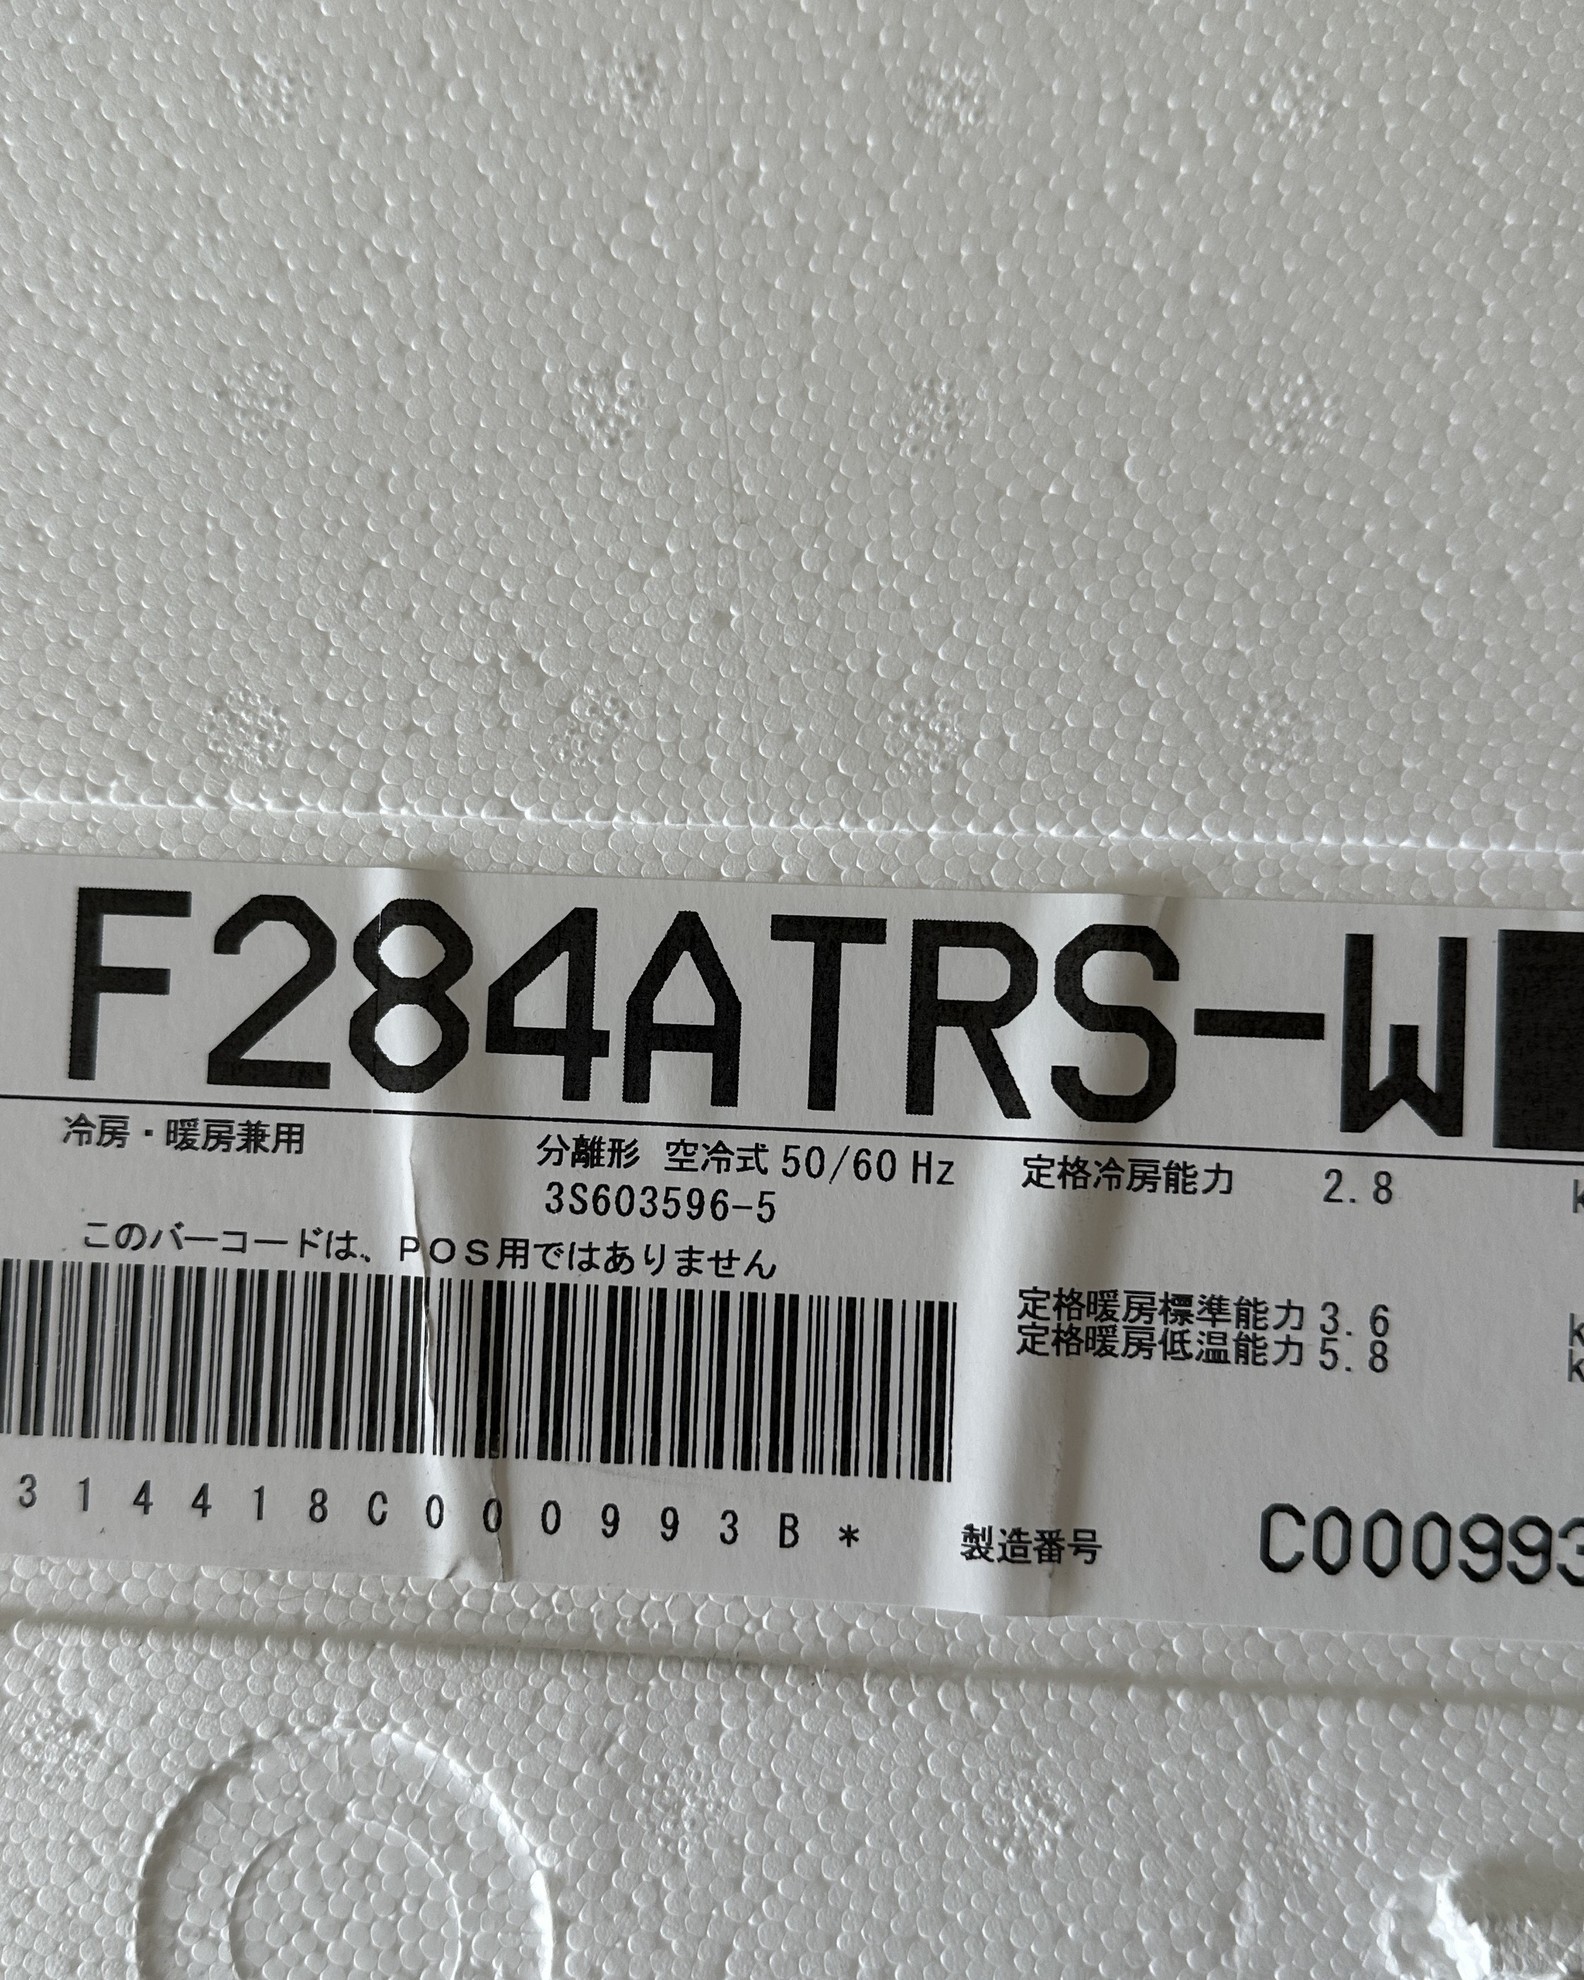 F284ATRS-W
冷房・暖房兼用 分離形 空冷式 50/60 Hz 定格冷房能力 2.8 k
3S603596-5
このバーコードは、POS用ではありません
定格暖房標準能力 3.6 k
定格暖房低温能力 5.8 k
314418C000993B*
製造番号 C000993